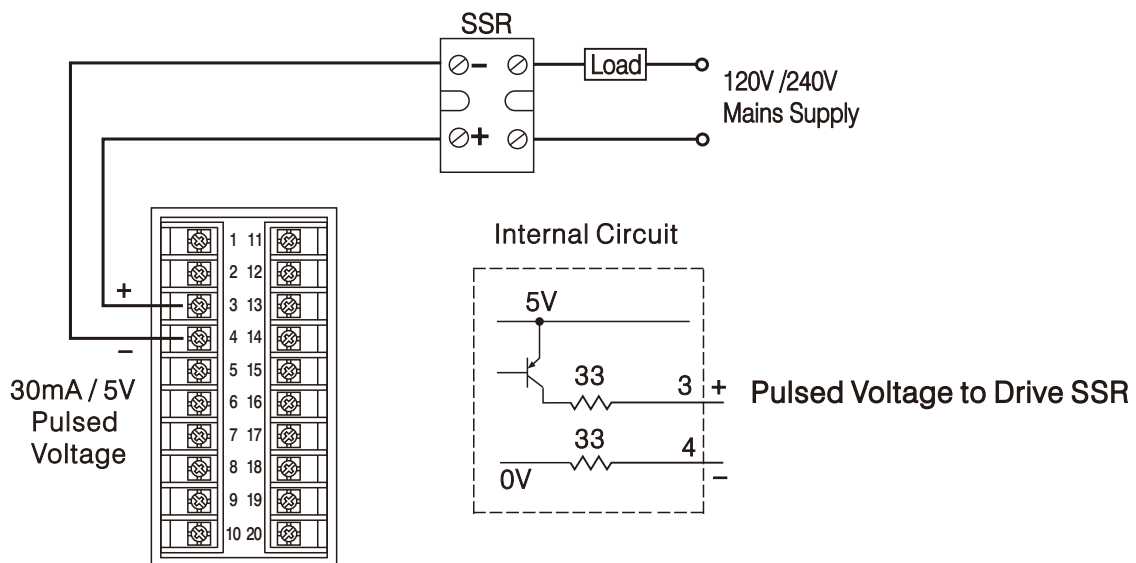 SSR
-
Load
120V /240V
Mains Supply
+
1 11
2 12
+
3 13
4 14
–
5 15
6 16
7 17
8 18
9 19
10 20
30mA / 5V
Pulsed
Voltage
Internal Circuit
5V
33
3 +
Pulsed Voltage to Drive SSR
33
4
0V
–